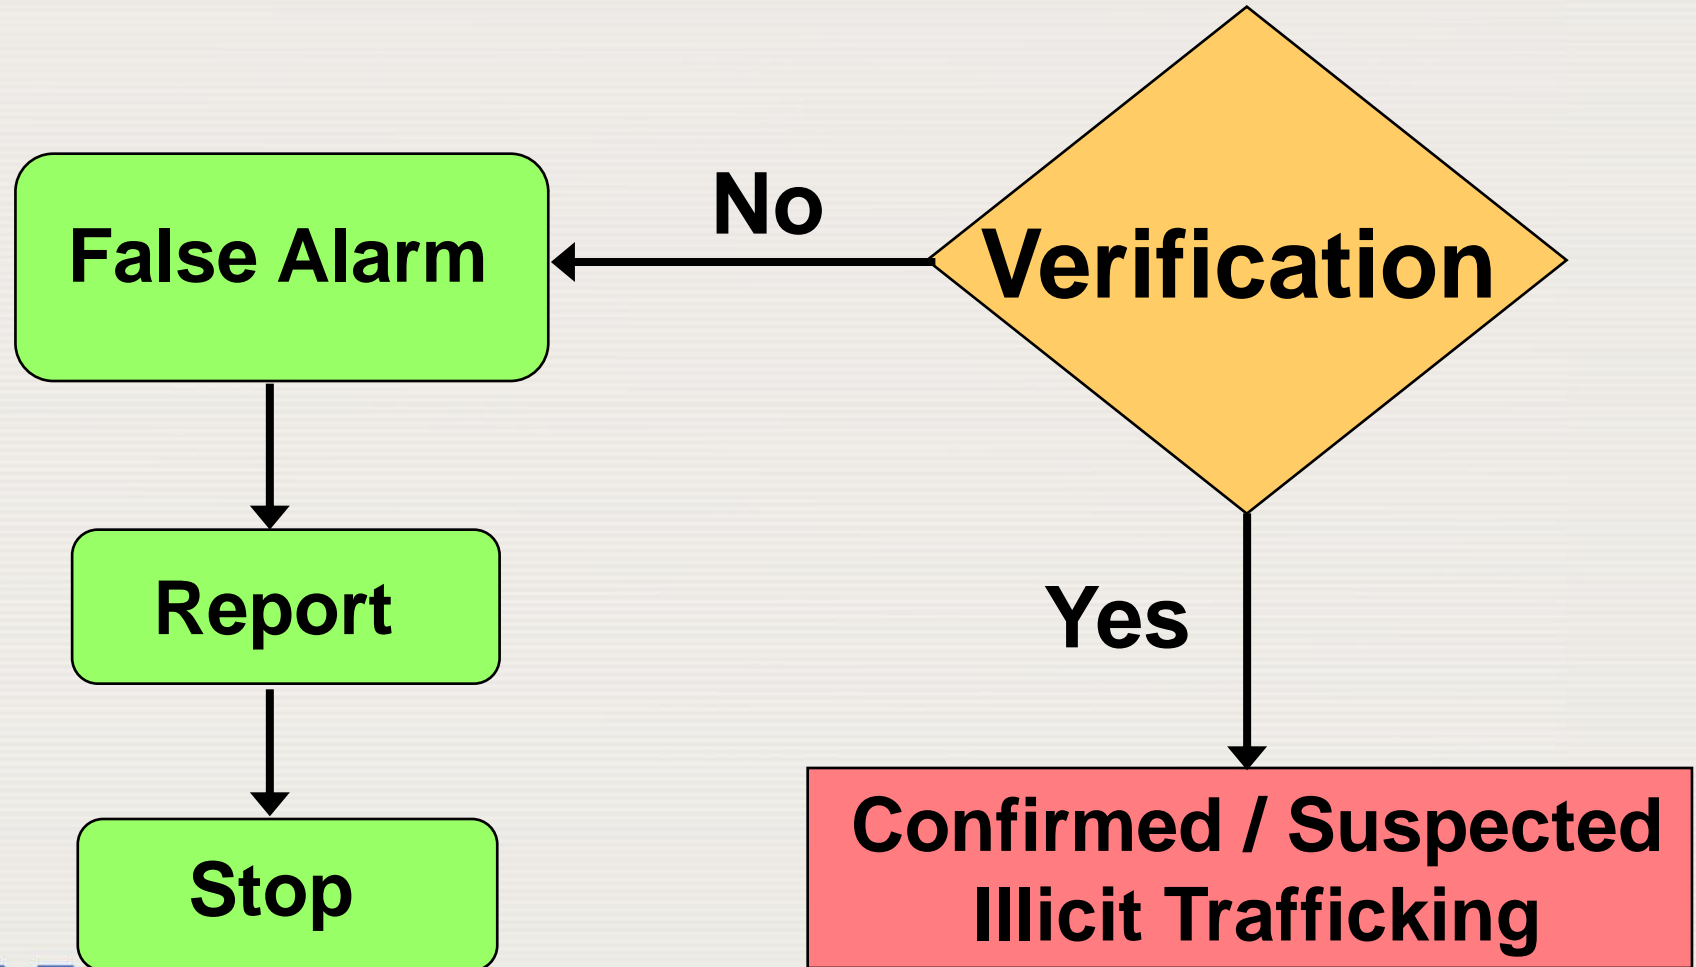 No
False Alarm
Verification
Report
Yes
Confirmed / Suspected
Illicit Trafficking
Stop